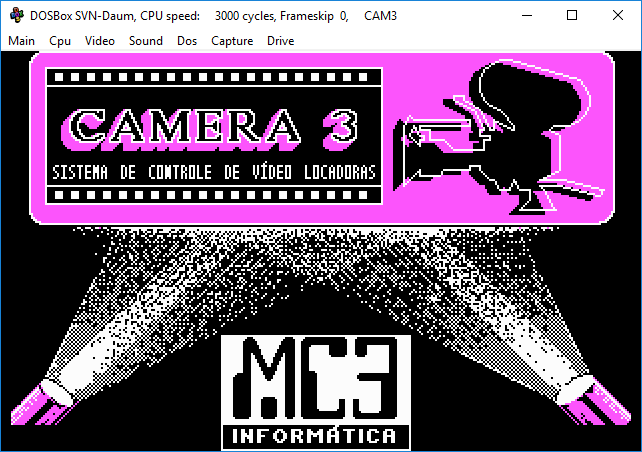 DOSBox SVN-Daum, CPU speed: 3000 cycles, Frameskip 0, CAM3
Main Cpu Video Sound Dos Capture Drive
CAMERA 3
SISTEMA DE CONTROLE DE VÍDEO LOCADORAS
MC3
INFORMÁTICA